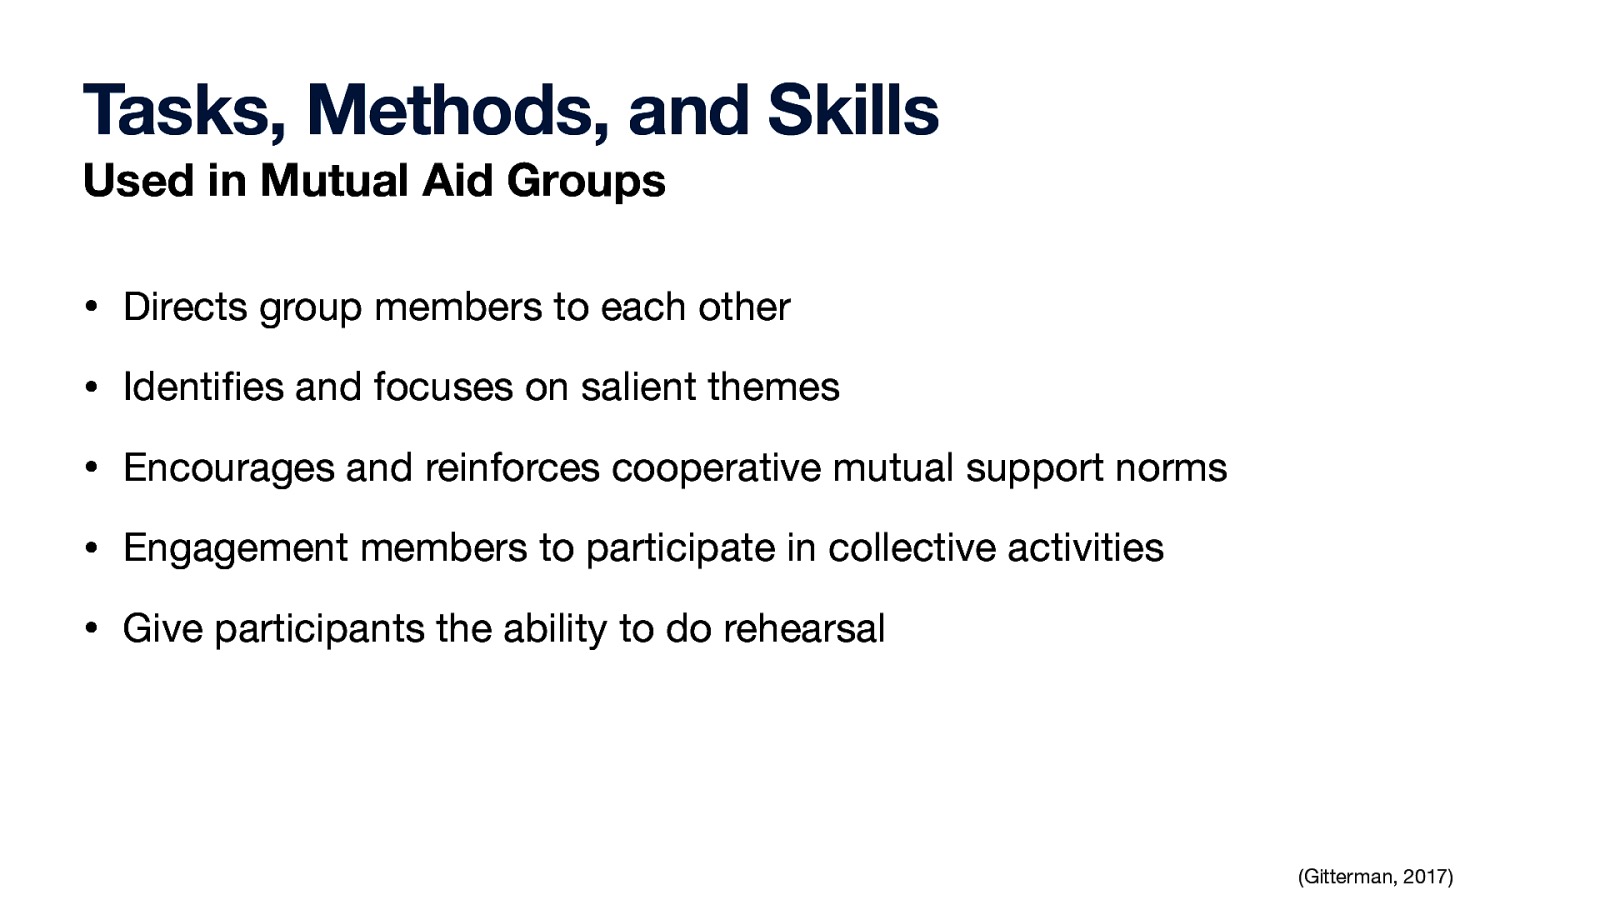 Tasks, Methods, and Skills
Used in Mutual Aid Groups
• Directs group members to each other
• Identifies and focuses on salient themes
• Encourages and reinforces cooperative mutual support norms
• Engagement members to participate in collective activities
• Give participants the ability to do rehearsal
(Gitterman, 2017)